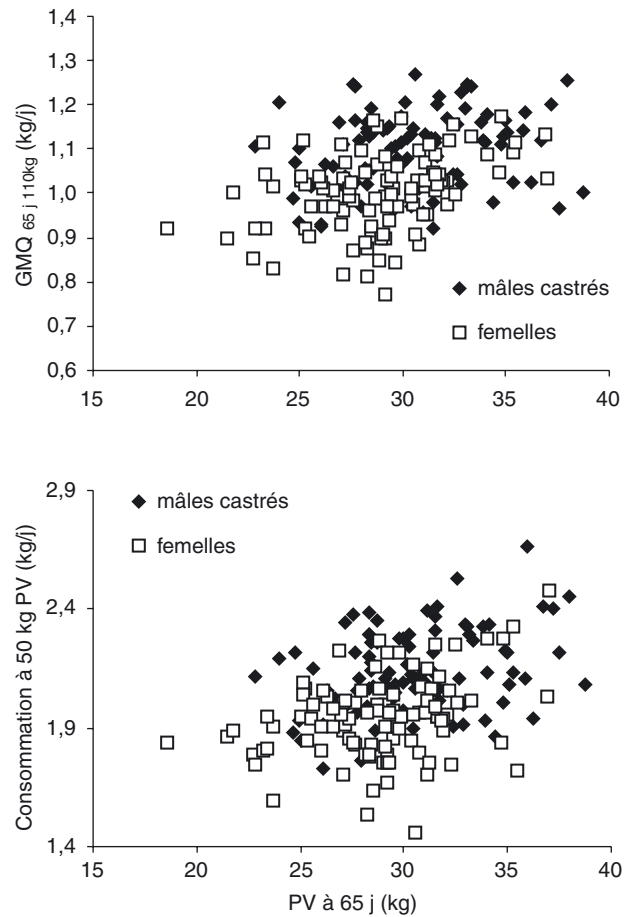 1,4
1,3
1,2
1,1
1,0
0,9
0,8
0,7
0,6
GMQ 65 j 110kg (kg/j)
mâles castrés
femelles
15 20 25 30 35 40
2,9
2,4
1,9
1,4
Consommation à 50 kg PV (kg/j)
mâles castrés
femelles
15 20 25 30 35 40
PV à 65 j (kg)